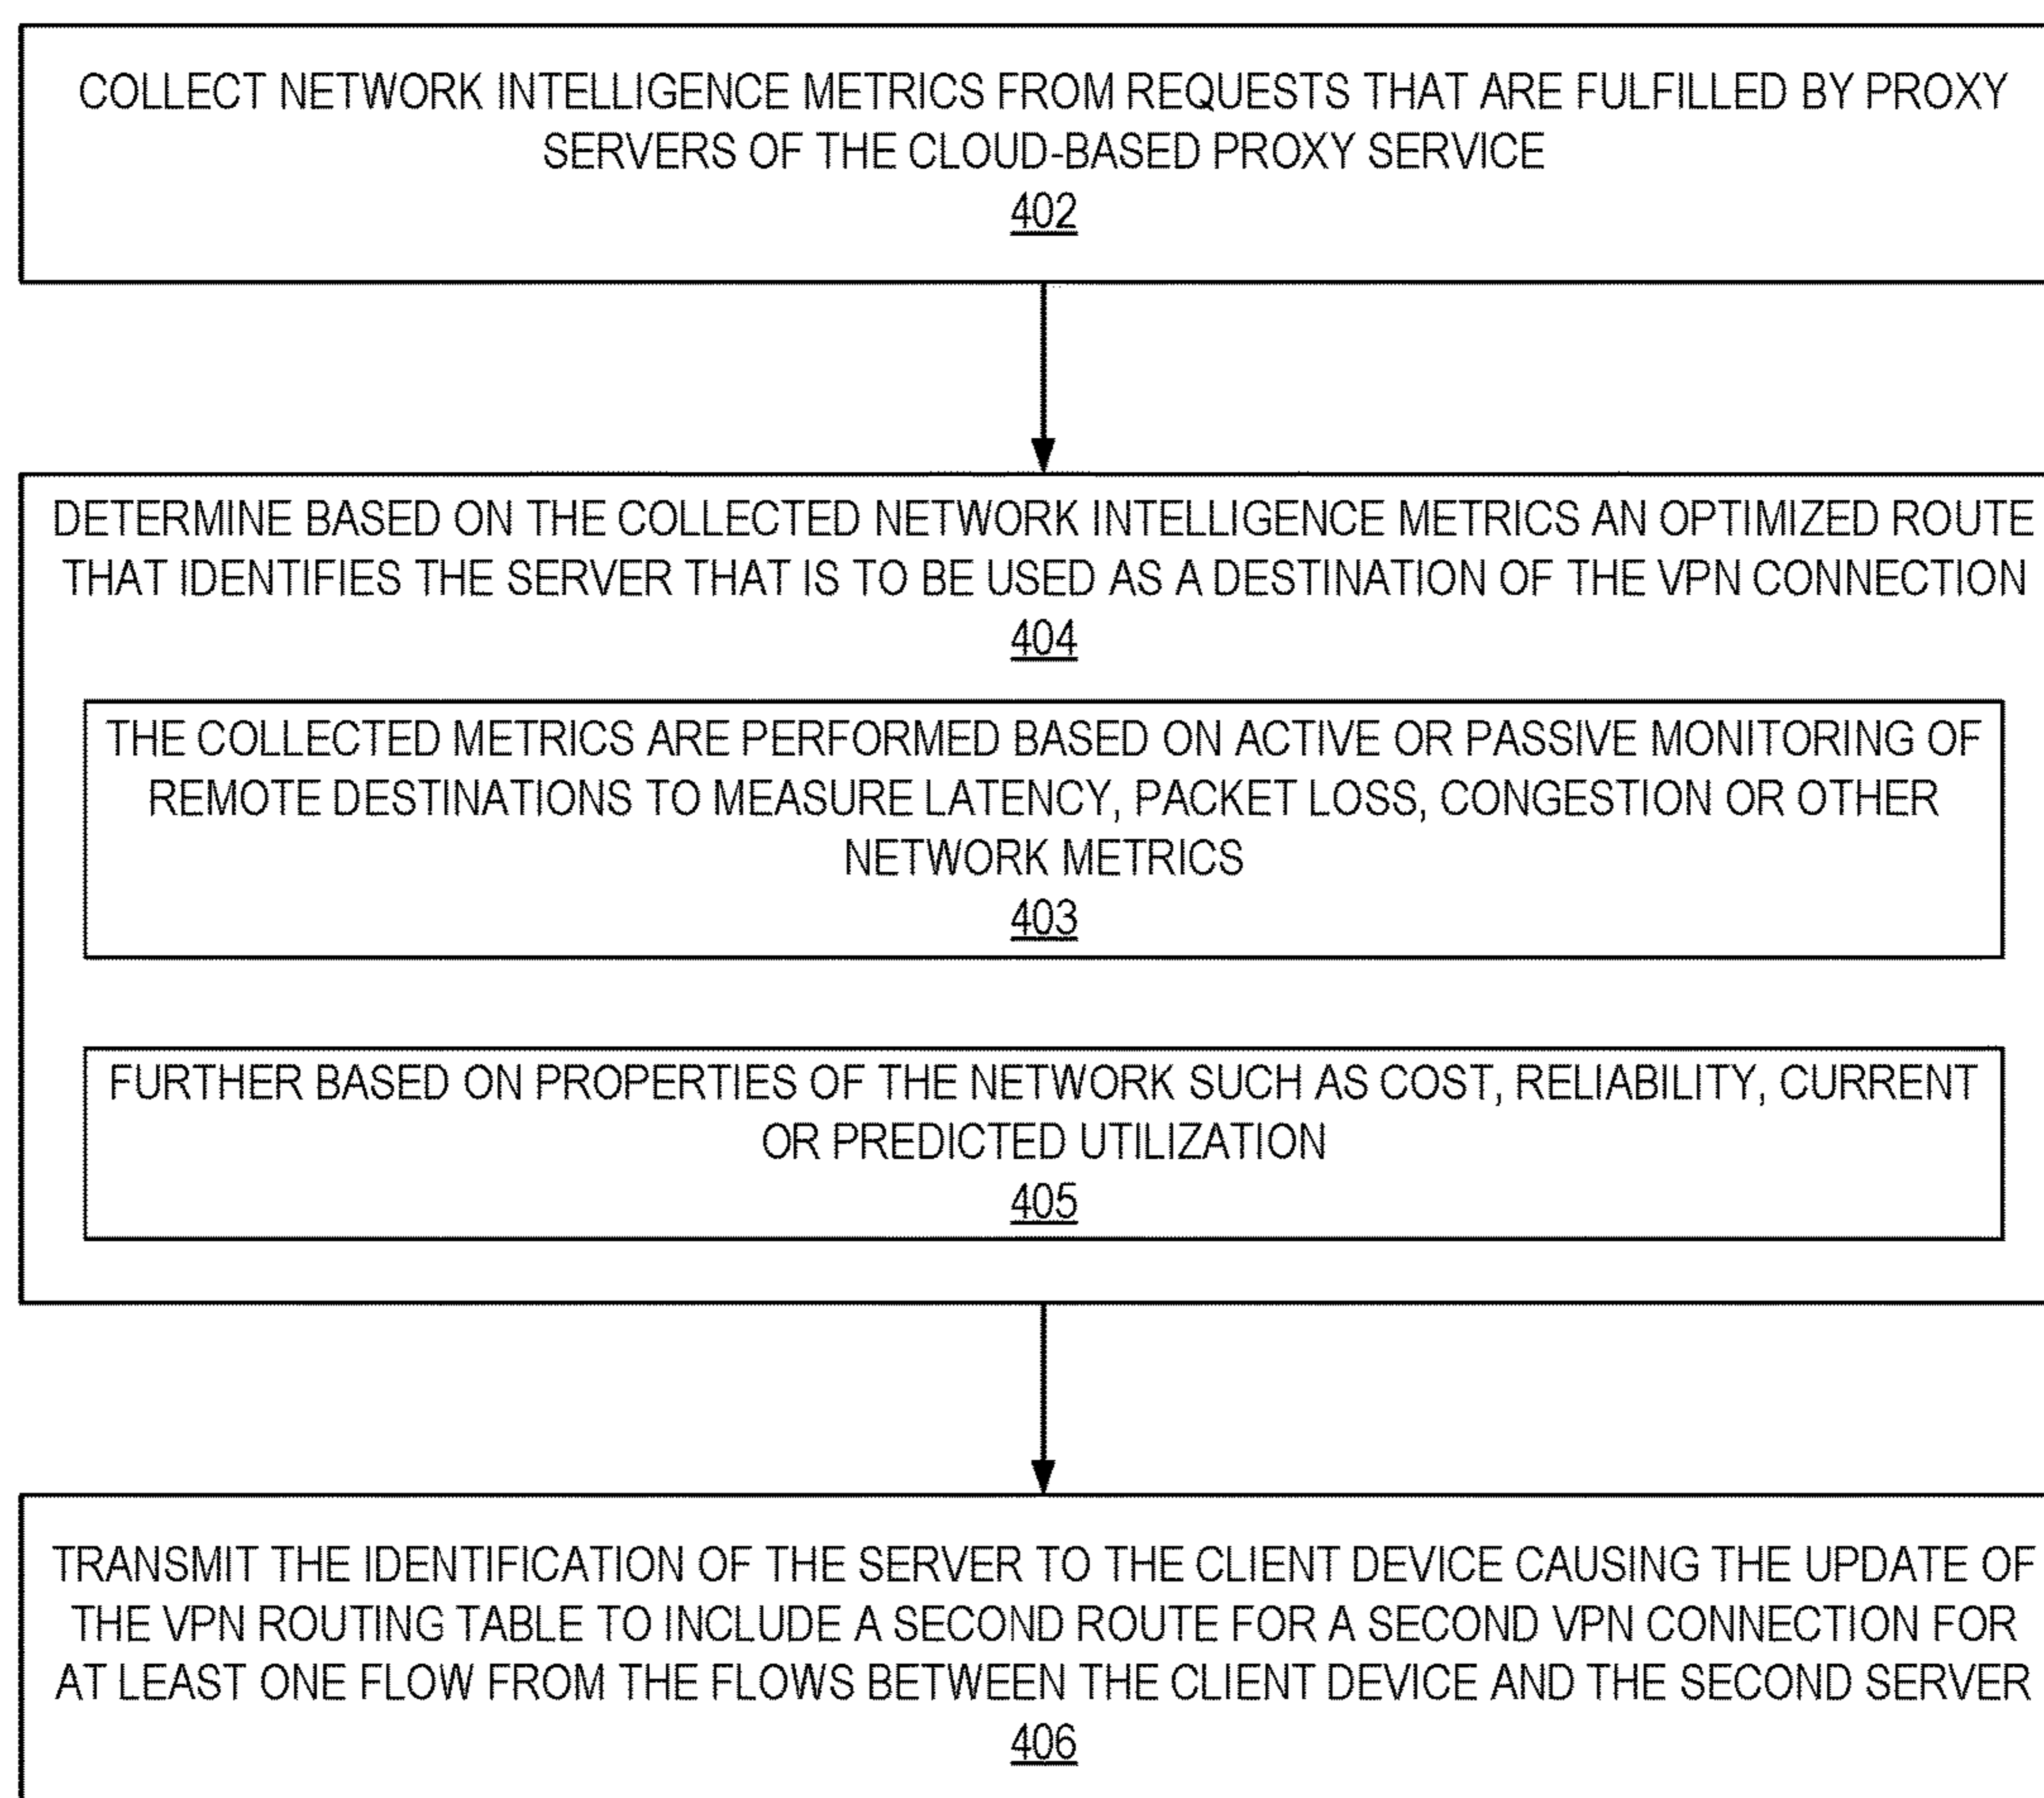 COLLECT NETWORK INTELLIGENCE METRICS FROM REQUESTS THAT ARE FULFILLED BY PROXY
SERVERS OF THE CLOUD-BASED PROXY SERVICE
402
DETERMINE BASED ON THE COLLECTED NETWORK INTELLIGENCE METRICS AN OPTIMIZED ROUTE
THAT IDENTIFIES THE SERVER THAT IS TO BE USED AS A DESTINATION OF THE VPN CONNECTION
404
THE COLLECTED METRICS ARE PERFORMED BASED ON ACTIVE OR PASSIVE MONITORING OF
REMOTE DESTINATIONS TO MEASURE LATENCY, PACKET LOSS, CONGESTION OR OTHER
NETWORK METRICS
403
FURTHER BASED ON PROPERTIES OF THE NETWORK SUCH AS COST, RELIABILITY, CURRENT
OR PREDICTED UTILIZATION
405
TRANSMIT THE IDENTIFICATION OF THE SERVER TO THE CLIENT DEVICE CAUSING THE UPDATE OF
THE VPN ROUTING TABLE TO INCLUDE A SECOND ROUTE FOR A SECOND VPN CONNECTION FOR
AT LEAST ONE FLOW FROM THE FLOWS BETWEEN THE CLIENT DEVICE AND THE SECOND SERVER
406